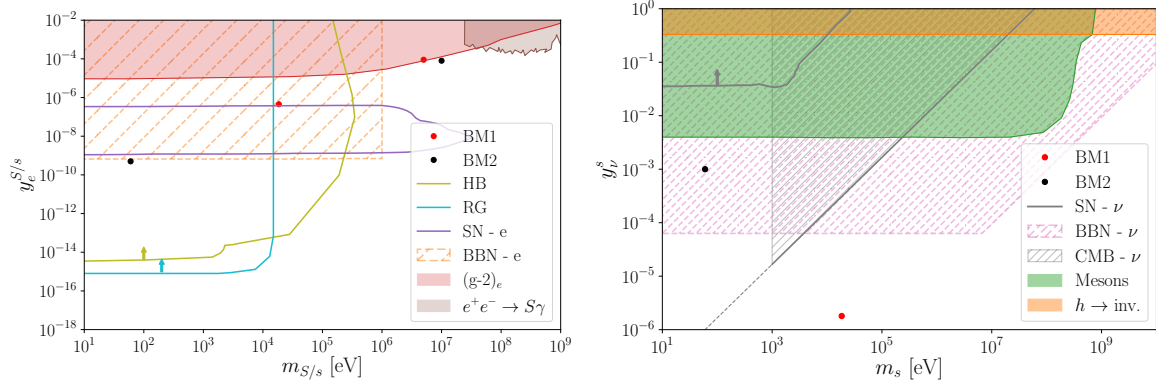 10^{-2}
10^{-4}
10^{-6}
10^{-8}
10^{-10}
10^{-12}
10^{-14}
10^{-16}
10^{-18}
y_e^{S/s}
BM1
BM2
HB
RG
SN - e
BBN - e
(g-2)_e
e^+e^- → Sγ
10^1 10^2 10^3 10^4 10^5 10^6 10^7 10^8 10^9
m_{S/s} [eV]
10^0
10^{-1}
10^{-2}
10^{-3}
10^{-4}
10^{-5}
10^{-6}
y_ν^s
BM1
BM2
SN - ν
BBN - ν
CMB - ν
Mesons
h → inv.
10^1 10^3 10^5 10^7 10^9
m_s [eV]